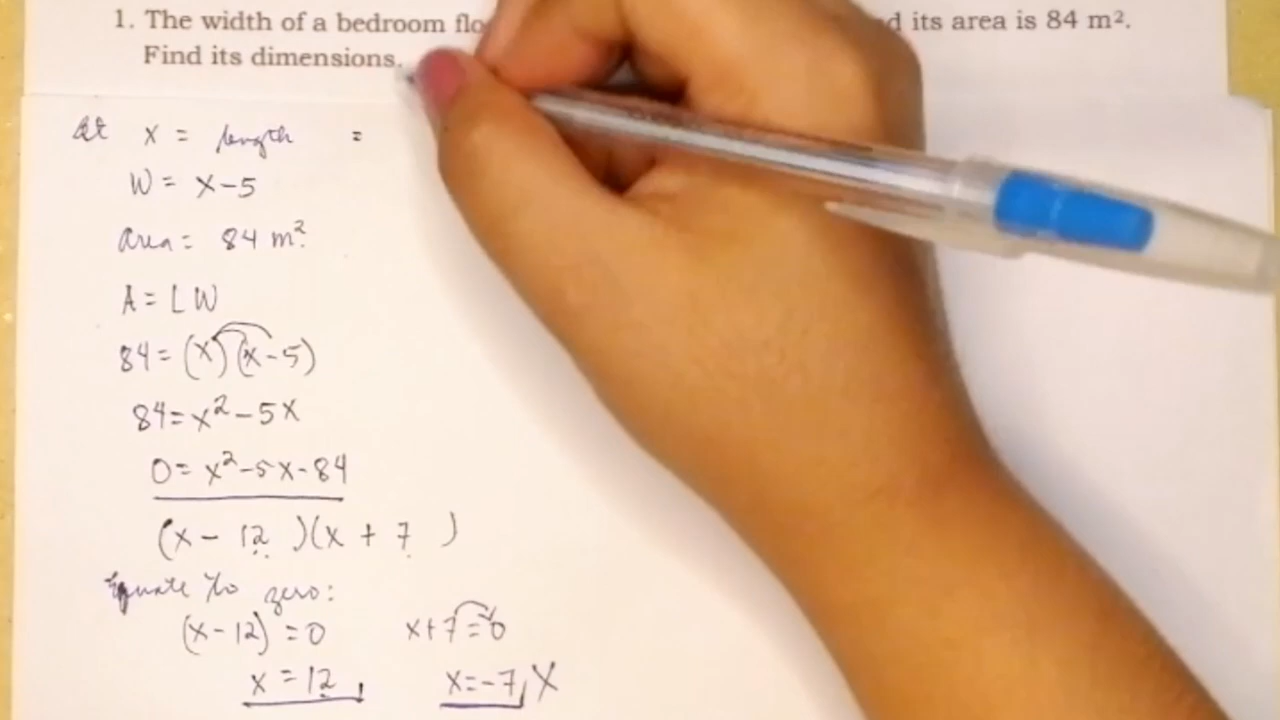 1. The width of a bedroom flo d its area is 84 m².
Find its dimensions.
Let x = length =
W = x-5
Area = 84 m².
A = LW
84 = (x)(x-5)
84 = x² - 5x
0 = x² - 5x - 84
(x - 12 )(x + 7 )
Equate to zero:
(x-12) = 0 x+7=0
x = 12 x = -7 X